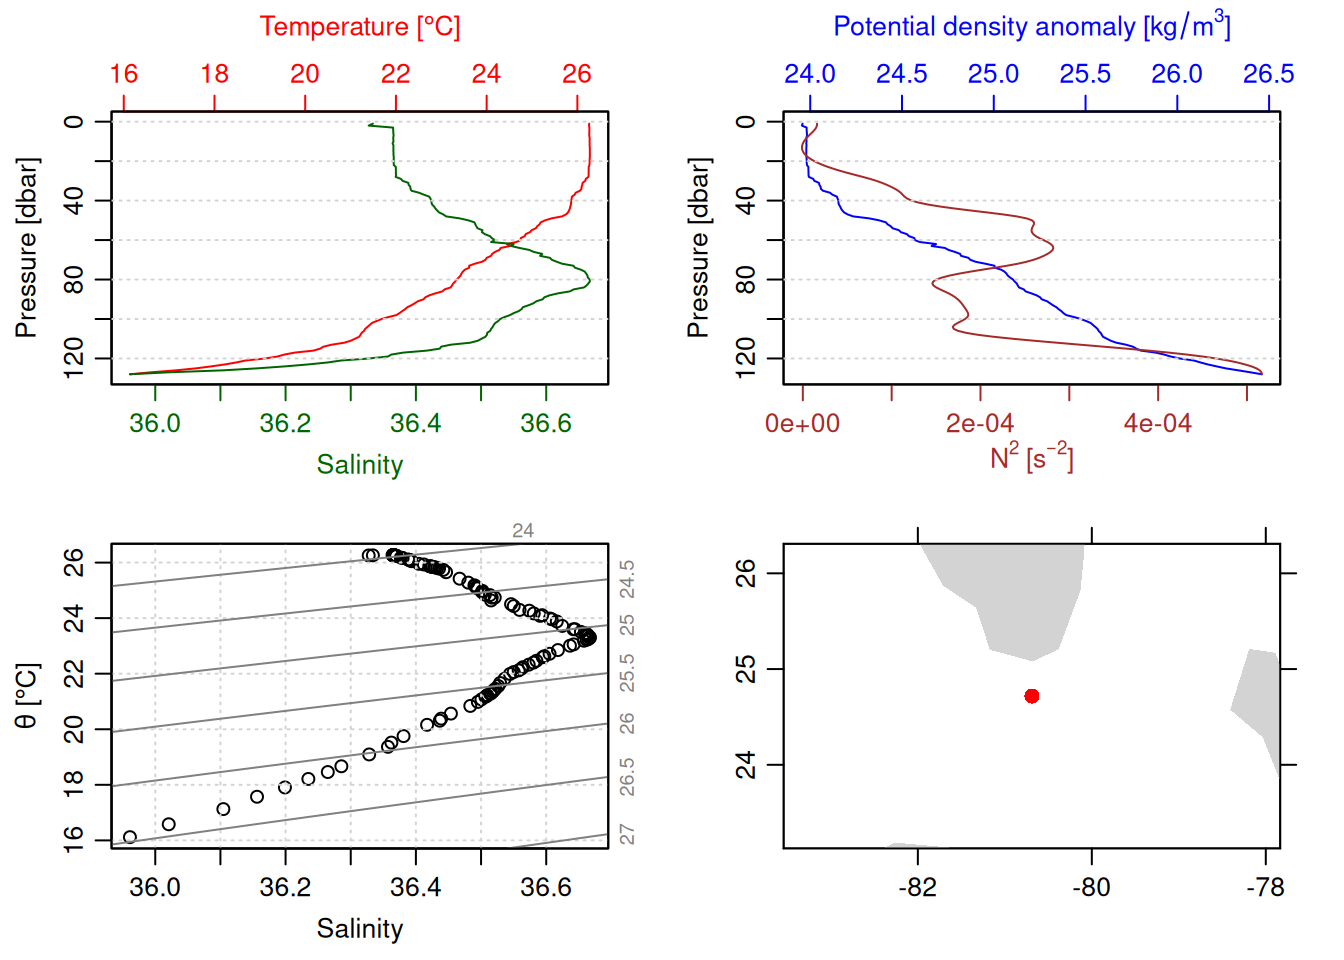 Temperature [°C]
16 18 20 22 24 26
Pressure [dbar]
0 40 80 120
36.0 36.2 36.4 36.6
Salinity
Potential density anomaly [kg/m³]
24.0 24.5 25.0 25.5 26.0 26.5
Pressure [dbar]
0 40 80 120
0e+00 2e-04 4e-04
N² [s⁻²]
24
24.5
25
25.5
26
26.5
27
θ [°C]
26 24 22 20 18 16
36.0 36.2 36.4 36.6
Salinity
26
25
24
-82 -80 -78